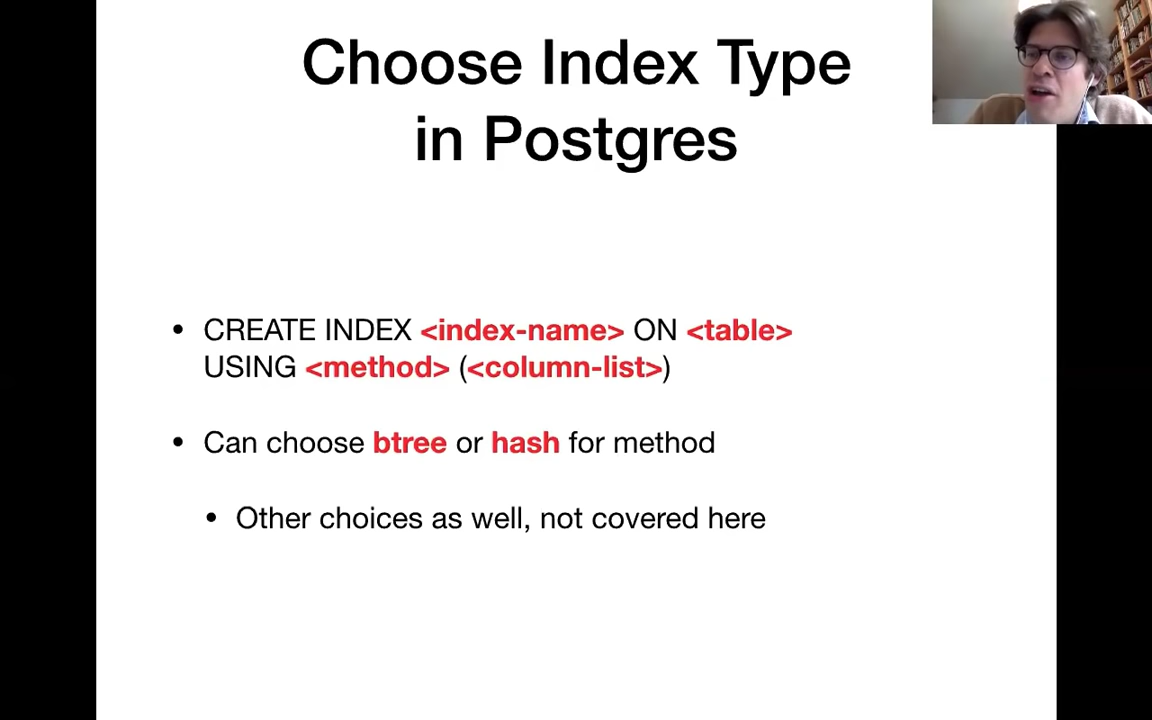 Choose Index Type
in Postgres
• CREATE INDEX <index-name> ON <table>
USING <method> (<column-list>)
• Can choose btree or hash for method
• Other choices as well, not covered here